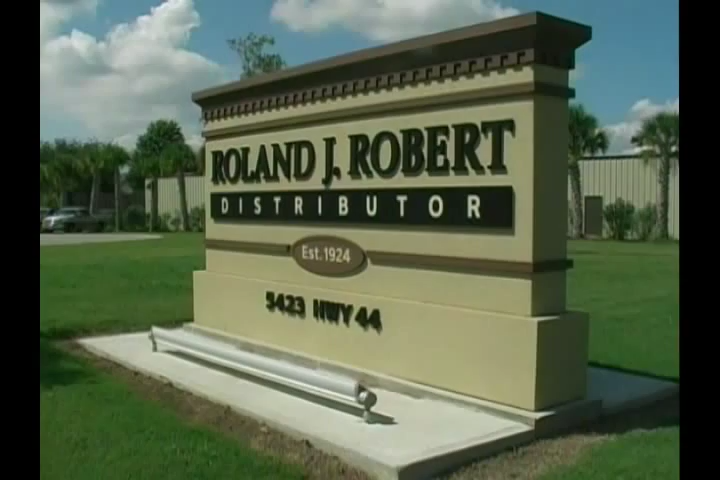 ROLAND J. ROBERT
DISTRIBUTOR
Est. 1924
5423 HWY 44